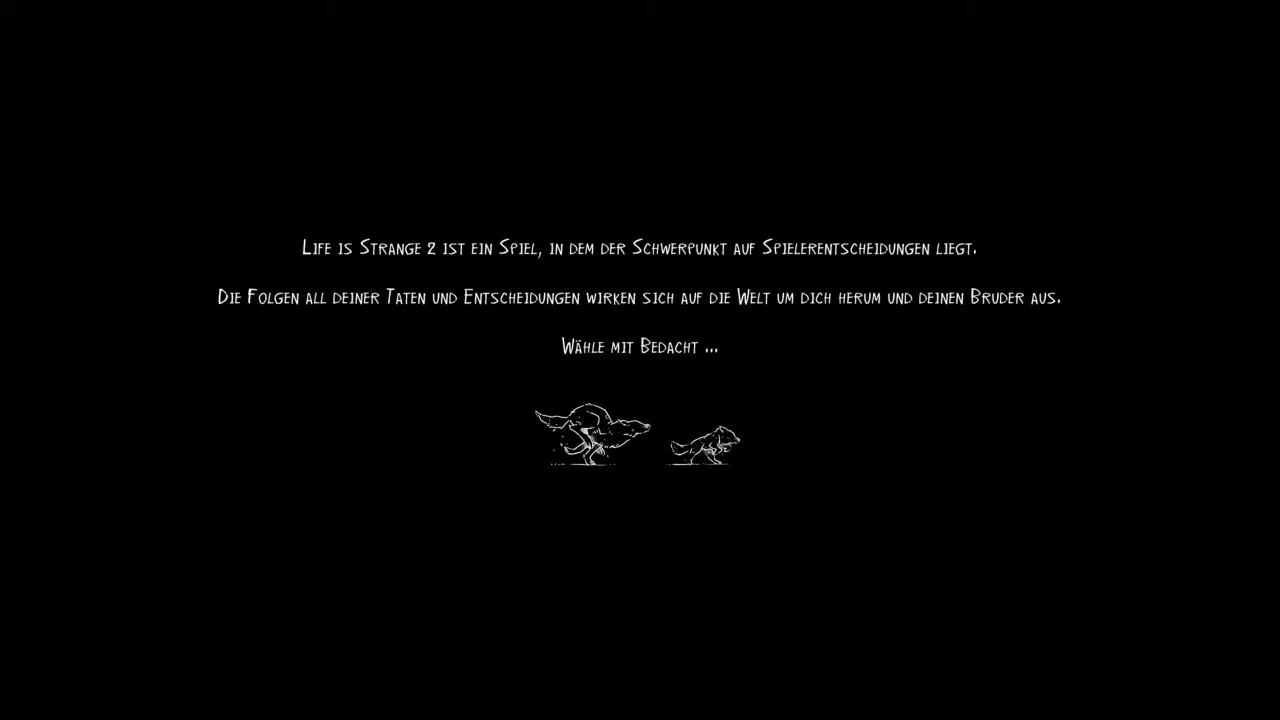 Life is Strange 2 ist ein Spiel, in dem der Schwerpunkt auf Spielerentscheidungen liegt.
Die Folgen all deiner Taten und Entscheidungen wirken sich auf die Welt um dich herum und deinen Bruder aus.
Wähle mit Bedacht ...